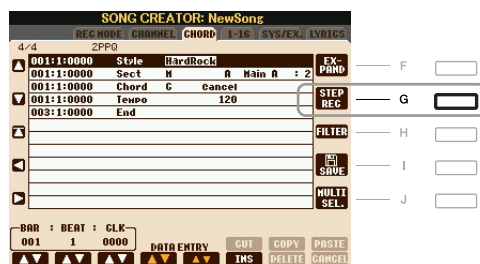 SONG CREATOR: NewSong
REC MODE CHANNEL CHORD 1-16 SYS/EX. LYRICS
4/4 2PPQ
001:1:0000 Style HardRock
001:1:0000 Sect M A Main A : 2
001:1:0000 Chord G Cancel
001:1:0000 Tempo 120
003:1:0000 End
EX-
PAND
F
STEP
REC
G
FILTER
H
SAVE
I
MULTI
SEL.
J
BAR : BEAT : CLK
001 1 0000
DATA ENTRY
CUT COPY PASTE
INS DELETE CANCEL